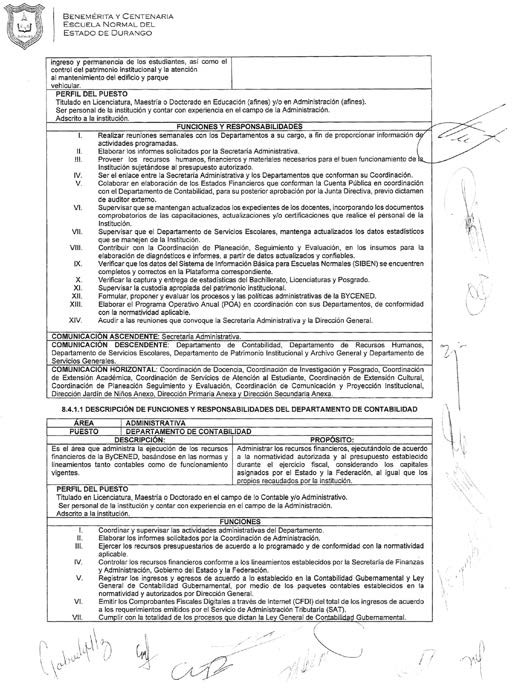 BENEMÉRITA Y CENTENARIA
ESCUELA NORMAL DEL
ESTADO DE DURANGO
ingreso y permanencia de los estudiantes, así como el
control del patrimonio institucional y la atención
al mantenimiento del edificio y parque
vehicular.
PERFIL DEL PUESTO
Titulado en Licenciatura, Maestría o Doctorado en Educación (afines) y/o en Administración (afines).
Ser personal de la institución y contar con experiencia en el campo de la Administración.
Adscrito a la institución.
FUNCIONES Y RESPONSABILIDADES
I. Realizar reuniones semanales con los Departamentos a su cargo, a fin de proporcionar información de
actividades programadas.
II. Elaborar los informes solicitados por la Secretaría Administrativa.
III. Proveer los recursos humanos, financieros y materiales necesarios para el buen funcionamiento de la
Institución sujetándose al presupuesto autorizado.
IV. Ser el enlace entre la Secretaría Administrativa y los Departamentos que conforman su Coordinación.
V. Colaborar en elaboración de los Estados Financieros que conforman la Cuenta Pública en coordinación
con el Departamento de Contabilidad, para su posterior aprobación por la Junta Directiva, previo dictamen
de auditor externo.
VI. Supervisar que se mantengan actualizados los expedientes de los docentes, incorporando los documentos
comprobatorios de las capacitaciones, actualizaciones y/o certificaciones que realice el personal de la
Institución.
VII. Supervisar que el Departamento de Servicios Escolares, mantenga actualizados los datos estadísticos
que se manejen de la Institución.
VIII. Contribuir con la Coordinación de Planeación, Seguimiento y Evaluación, en los insumos para la
elaboración de diagnósticos e informes, a partir de datos actualizados y confiables.
IX. Verificar que los datos del Sistema de Información Básica para Escuelas Normales (SIBEN) se encuentren
completos y correctos en la Plataforma correspondiente.
X. Verificar la captura y entrega de estadísticas del Bachillerato, Licenciaturas y Posgrado.
XI. Supervisar la custodia apropiada del patrimonio institucional.
XII. Formular, proponer y evaluar los procesos y las políticas administrativas de la BYCENED.
XIII. Elaborar el Programa Operativo Anual (POA) en coordinación con sus Departamentos, de conformidad
con la normatividad aplicable.
XIV. Acudir a las reuniones que convoque la Secretaría Administrativa y la Dirección General.
COMUNICACIÓN ASCENDENTE: Secretaría Administrativa.
COMUNICACIÓN DESCENDENTE: Departamento de Contabilidad, Departamento de Recursos Humanos,
Departamento de Servicios Escolares, Departamento de Patrimonio Institucional y Archivo General y Departamento de
Servicios Generales.
COMUNICACIÓN HORIZONTAL: Coordinación de Docencia, Coordinación de Investigación y Posgrado, Coordinación
de Extensión Académica, Coordinación de Servicios de Atención al Estudiante, Coordinación de Extensión Cultural,
Coordinación de Planeación Seguimiento y Evaluación, Coordinación de Comunicación y Proyección Institucional,
Dirección Jardín de Niños Anexo, Dirección Primaria Anexa y Dirección Secundaria Anexa.
8.4.1.1 DESCRIPCIÓN DE FUNCIONES Y RESPONSABILIDADES DEL DEPARTAMENTO DE CONTABILIDAD
ÁREA ADMINISTRATIVA
PUESTO DEPARTAMENTO DE CONTABILIDAD
DESCRIPCIÓN: PROPÓSITO:
Es el área que administra la ejecución de los recursos
financieros de la ByCENED, basándose en las normas y
lineamientos tanto contables como de funcionamiento
vigentes.
Administrar los recursos financieros, ejecutándolo de acuerdo
a la normatividad autorizada y al presupuesto establecido
durante el ejercicio fiscal, considerando los capitales
asignados por el Estado y la Federación, al igual que los
propios recaudados por la institución.
PERFIL DEL PUESTO
Titulado en Licenciatura, Maestría o Doctorado en el campo de lo Contable y/o Administrativo.
Ser personal de la institución y contar con experiencia en el campo de la Administración.
Adscrito a la institución.
FUNCIONES
I. Coordinar y supervisar las actividades administrativas del Departamento.
II. Elaborar los informes solicitados por la Coordinación de Administración.
III. Ejercer los recursos presupuestarios de acuerdo a lo programado y de conformidad con la normatividad
aplicable.
IV. Controlar los recursos financieros conforme a los lineamientos establecidos por la Secretaría de Finanzas
y Administración, Gobierno del Estado y la Federación.
V. Registrar los ingresos y egresos de acuerdo a lo establecido en la Contabilidad Gubernamental y Ley
General de Contabilidad Gubernamental, por medio de los paquetes contables establecidos en la
normatividad y autorizados por Dirección General.
VI. Emitir los Comprobantes Fiscales Digitales a través de Internet (CFDI) del total de los ingresos de acuerdo
a los requerimientos emitidos por el Servicio de Administración Tributaria (SAT).
VII. Cumplir con la totalidad de los procesos que dictan la Ley General de Contabilidad Gubernamental.